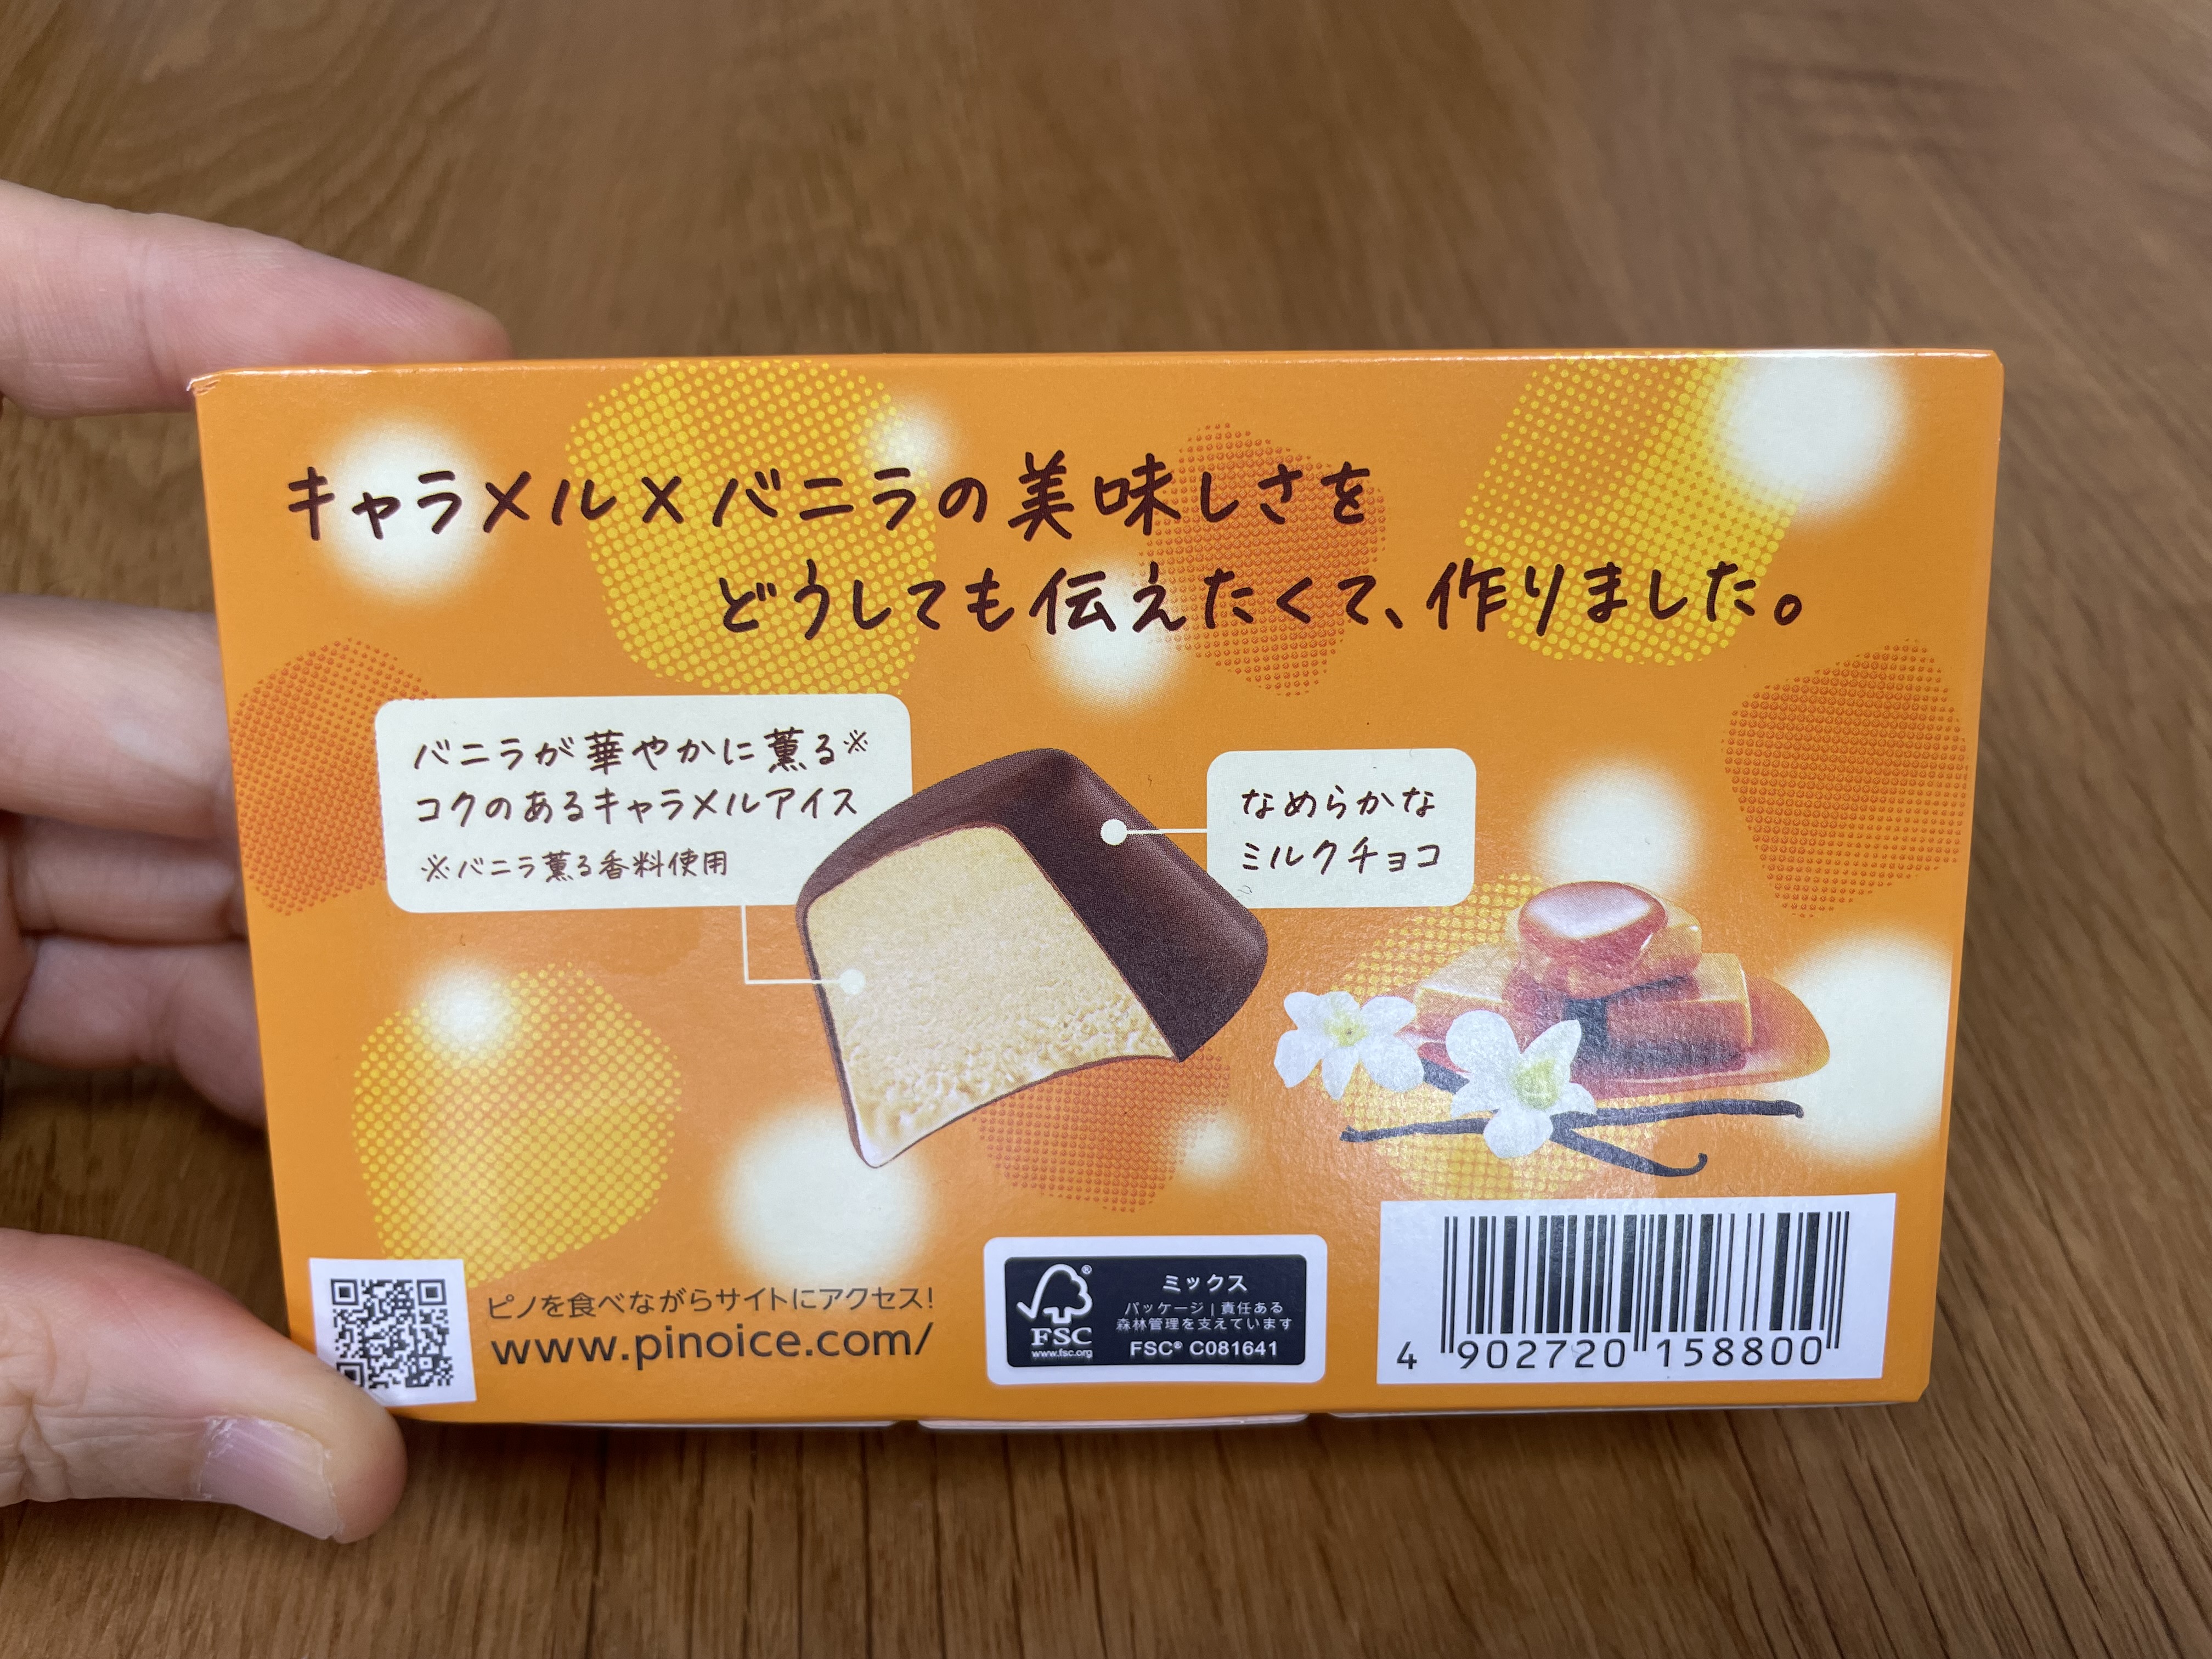 キャラメル×バニラの美味しさを
どうしても伝えたくて、作りました。
バニラが華やかに薫る※
コクのあるキャラメルアイス
※バニラ薫る香料使用
なめらかな
ミルクチョコ
ピノを食べながらサイトにアクセス!
www.pinoice.com/
®
FSC
www.fsc.org
ミックス
パッケージ|責任ある
森林管理を支えています
FSC® C081641
4 902720 158800